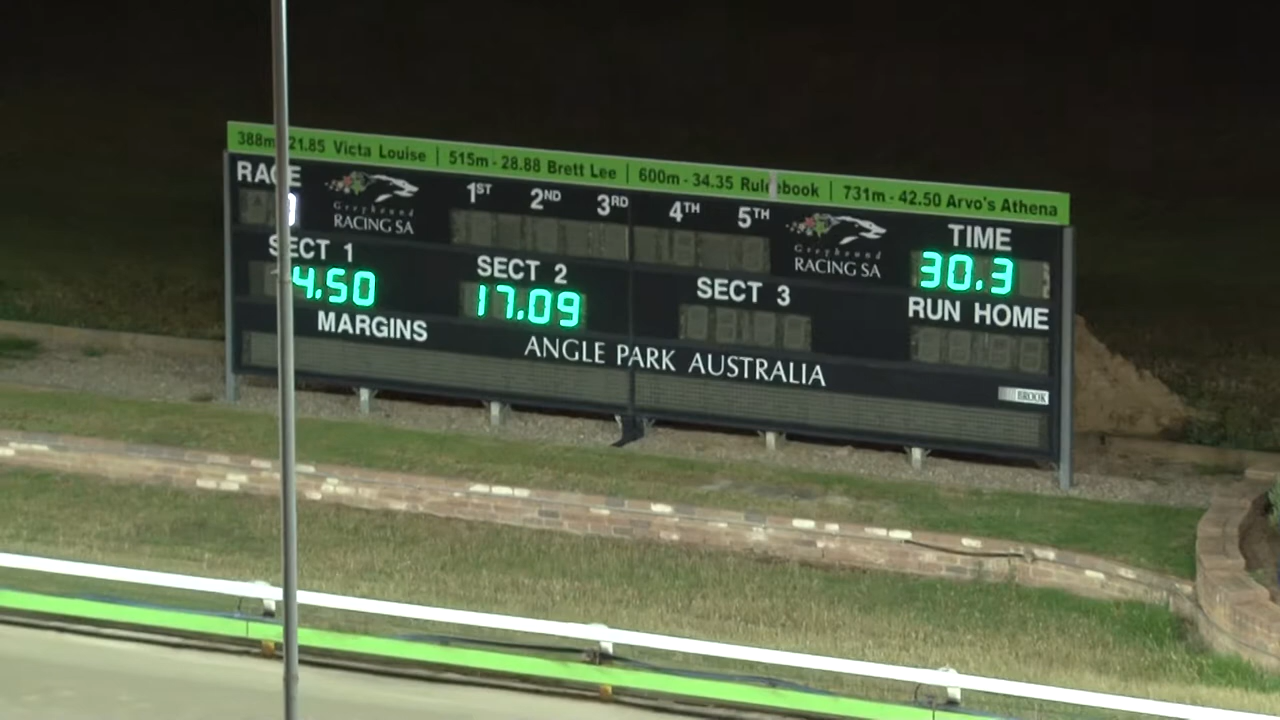 388m 21.85 Victa Louise | 515m - 28.88 Brett Lee | 600m - 34.35 Rulebook | 731m - 42.50 Arvo's Athena
RACE
Greyhound
RACING SA
1ST 2ND 3RD 4TH 5TH
Greyhound
RACING SA
TIME
30.3
SECT 1
4.50
SECT 2
17.09
SECT 3
RUN HOME
MARGINS
ANGLE PARK AUSTRALIA
BROOK